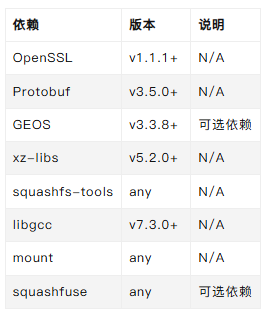 依赖 版本 说明
OpenSSL v1.1.1+ N/A
Protobuf v3.5.0+ N/A
GEOS v3.3.8+ 可选依赖
xz-libs v5.2.0+ N/A
squashfs-tools any N/A
libgcc v7.3.0+ N/A
mount any N/A
squashfuse any 可选依赖